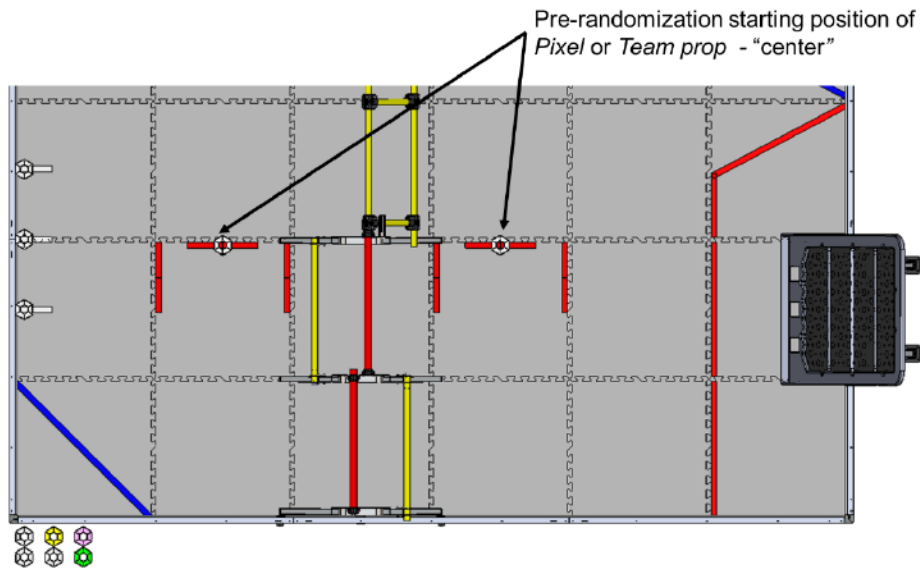 Pre-randomization starting position of
Pixel or Team prop - “center”